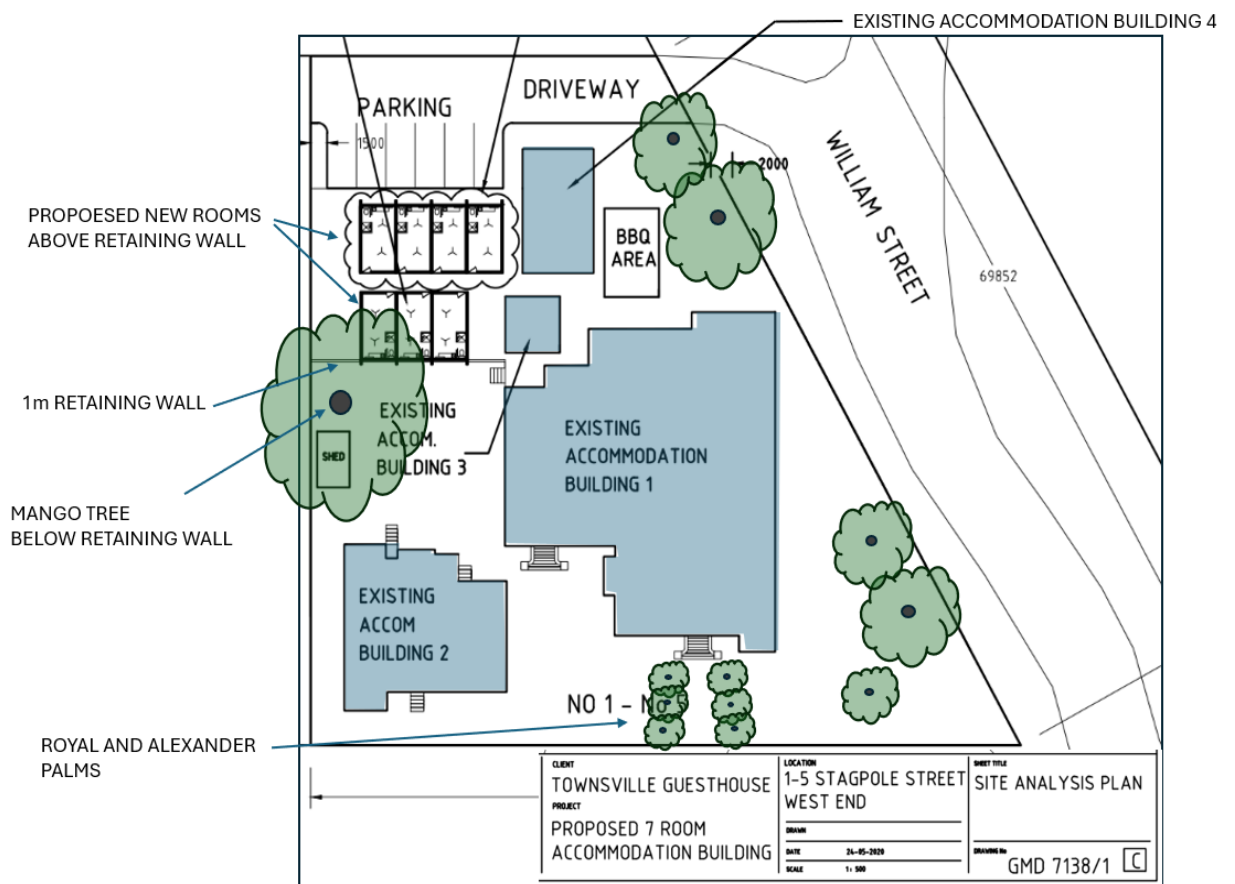 EXISTING ACCOMMODATION BUILDING 4
DRIVEWAY
PARKING
1500
2000
WILLIAM STREET
PROPOESED NEW ROOMS
ABOVE RETAINING WALL
BBQ
AREA
69852
1m RETAINING WALL
EXISTING
ACCOM.
BUILDING 3
EXISTING
ACCOMMODATION
BUILDING 1
SHED
MANGO TREE
BELOW RETAINING WALL
EXISTING
ACCOM
BUILDING 2
NO 1 - No 5
ROYAL AND ALEXANDER
PALMS
CLIENT
TOWNSVILLE GUESTHOUSE
PROJECT
PROPOSED 7 ROOM
ACCOMMODATION BUILDING
LOCATION
1-5 STAGPOLE STREET
WEST END
DRAWN
DATE 24-05-2020
SCALE 1: 500
SHEET TITLE
SITE ANALYSIS PLAN
DRAWING No
GMD 7138/1 C